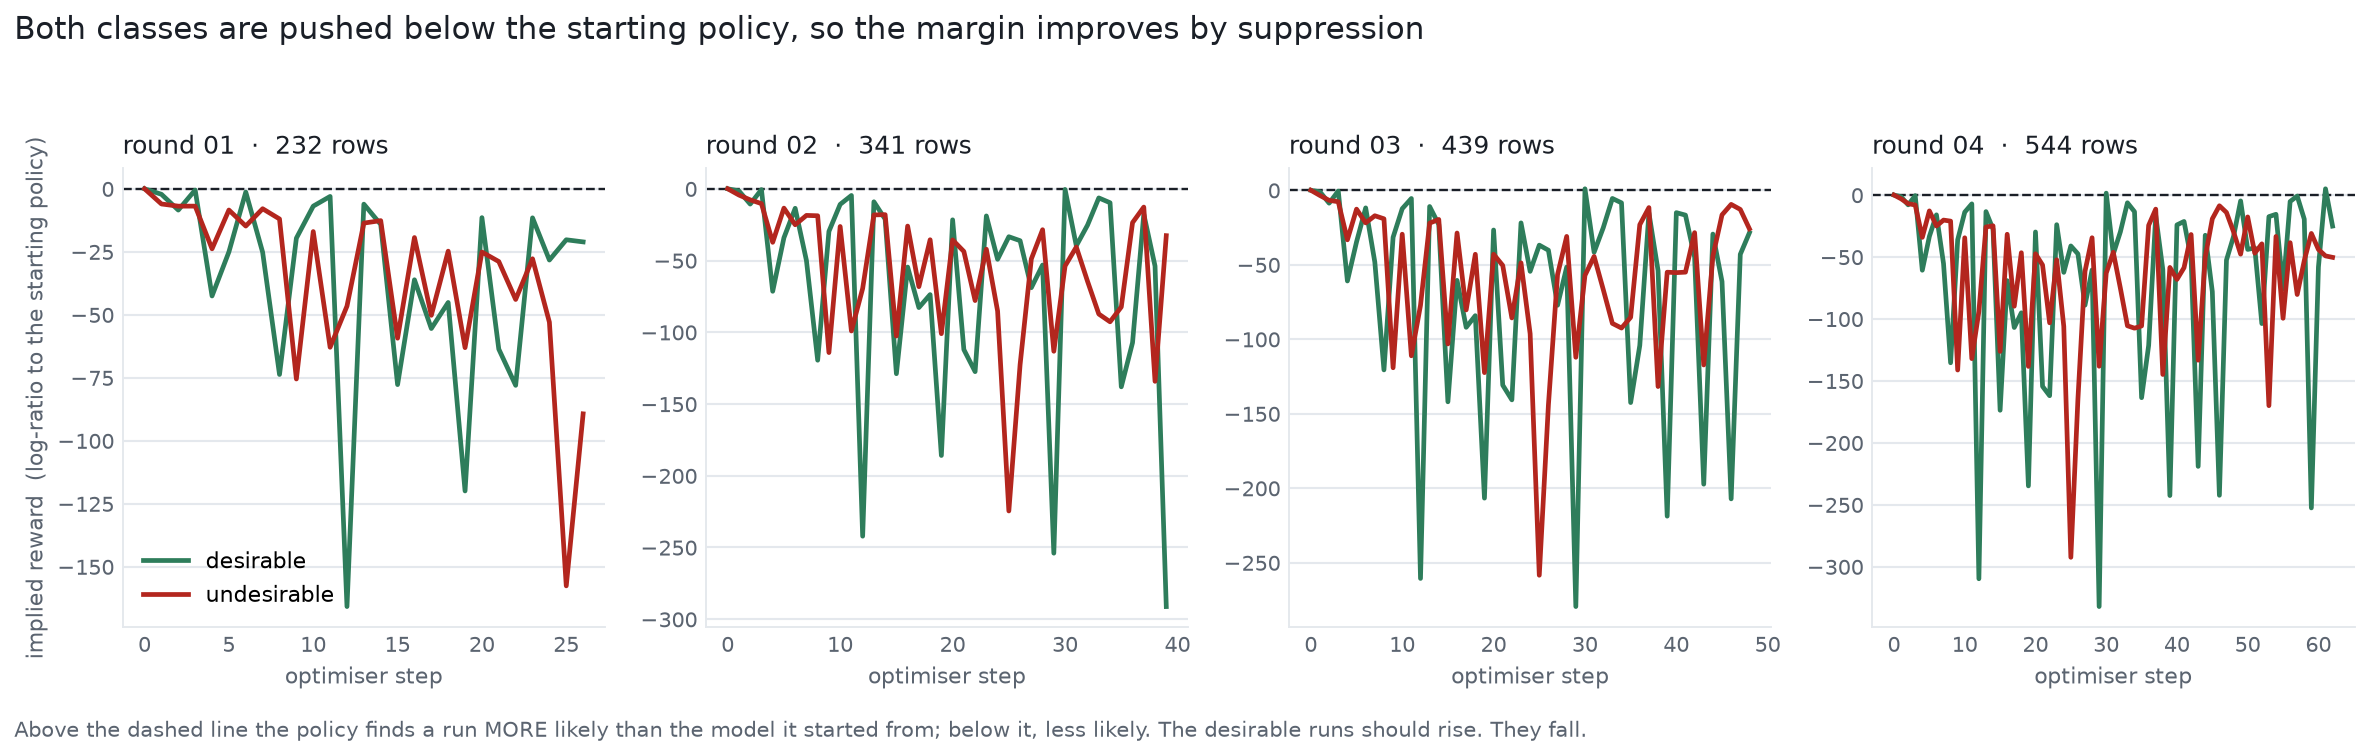 Both classes are pushed below the starting policy, so the margin improves by suppression
implied reward  (log-ratio to the starting policy)
round 01  ·  232 rows
0
−25
−50
−75
−100
−125
−150
desirable
undesirable
0 5 10 15 20 25
optimiser step
round 02  ·  341 rows
0
−50
−100
−150
−200
−250
−300
0 10 20 30 40
optimiser step
round 03  ·  439 rows
0
−50
−100
−150
−200
−250
0 10 20 30 40 50
optimiser step
round 04  ·  544 rows
0
−50
−100
−150
−200
−250
−300
0 10 20 30 40 50 60
optimiser step
Above the dashed line the policy finds a run MORE likely than the model it started from; below it, less likely. The desirable runs should rise. They fall.